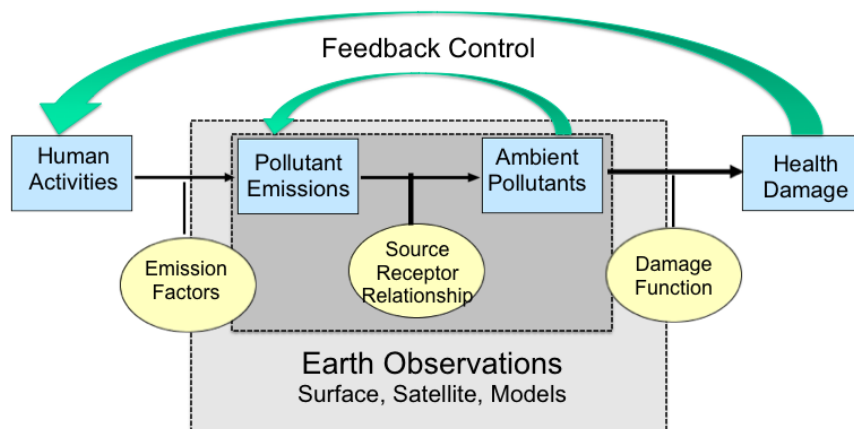 Feedback Control
Human
Activities
Pollutant
Emissions
Ambient
Pollutants
Health
Damage
Emission
Factors
Source
Receptor
Relationship
Damage
Function
Earth Observations
Surface, Satellite, Models